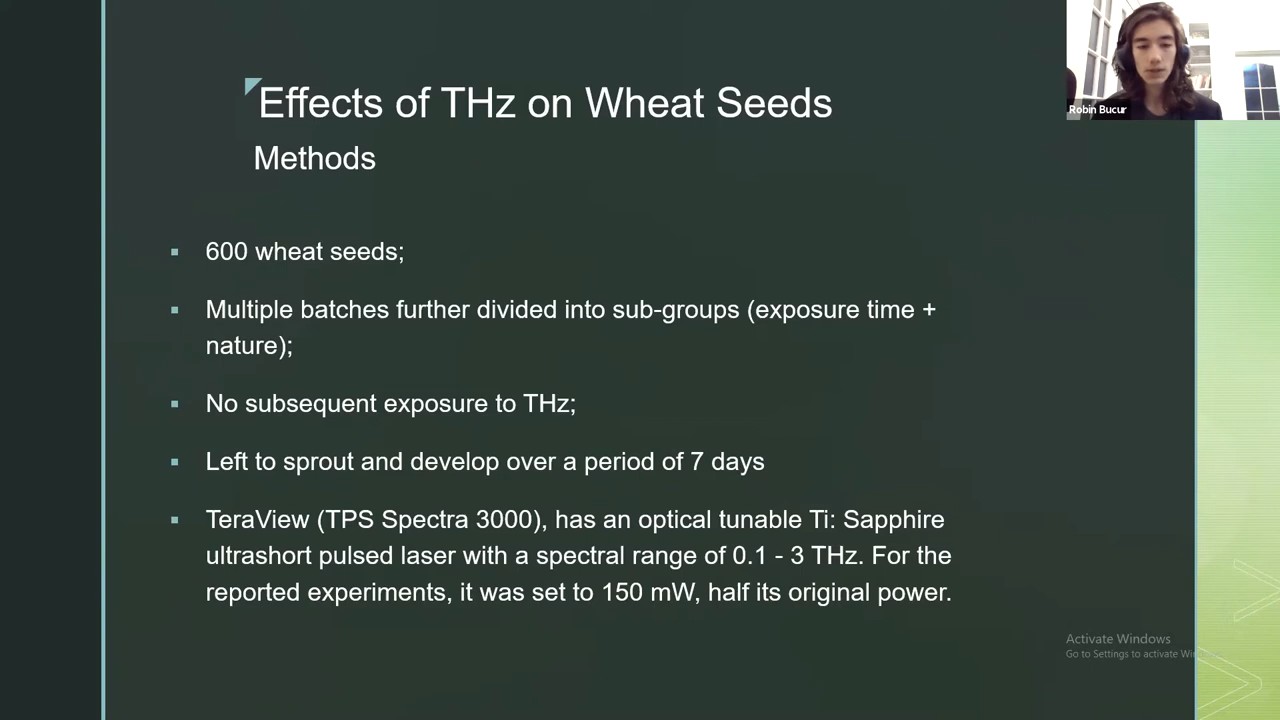 Effects of THz on Wheat Seeds
Methods
600 wheat seeds;
Multiple batches further divided into sub-groups (exposure time +
nature);
No subsequent exposure to THz;
Left to sprout and develop over a period of 7 days
TeraView (TPS Spectra 3000), has an optical tunable Ti: Sapphire
ultrashort pulsed laser with a spectral range of 0.1 - 3 THz. For the
reported experiments, it was set to 150 mW, half its original power.
Robin Bucur
Activate Windows
Go to Settings to activate